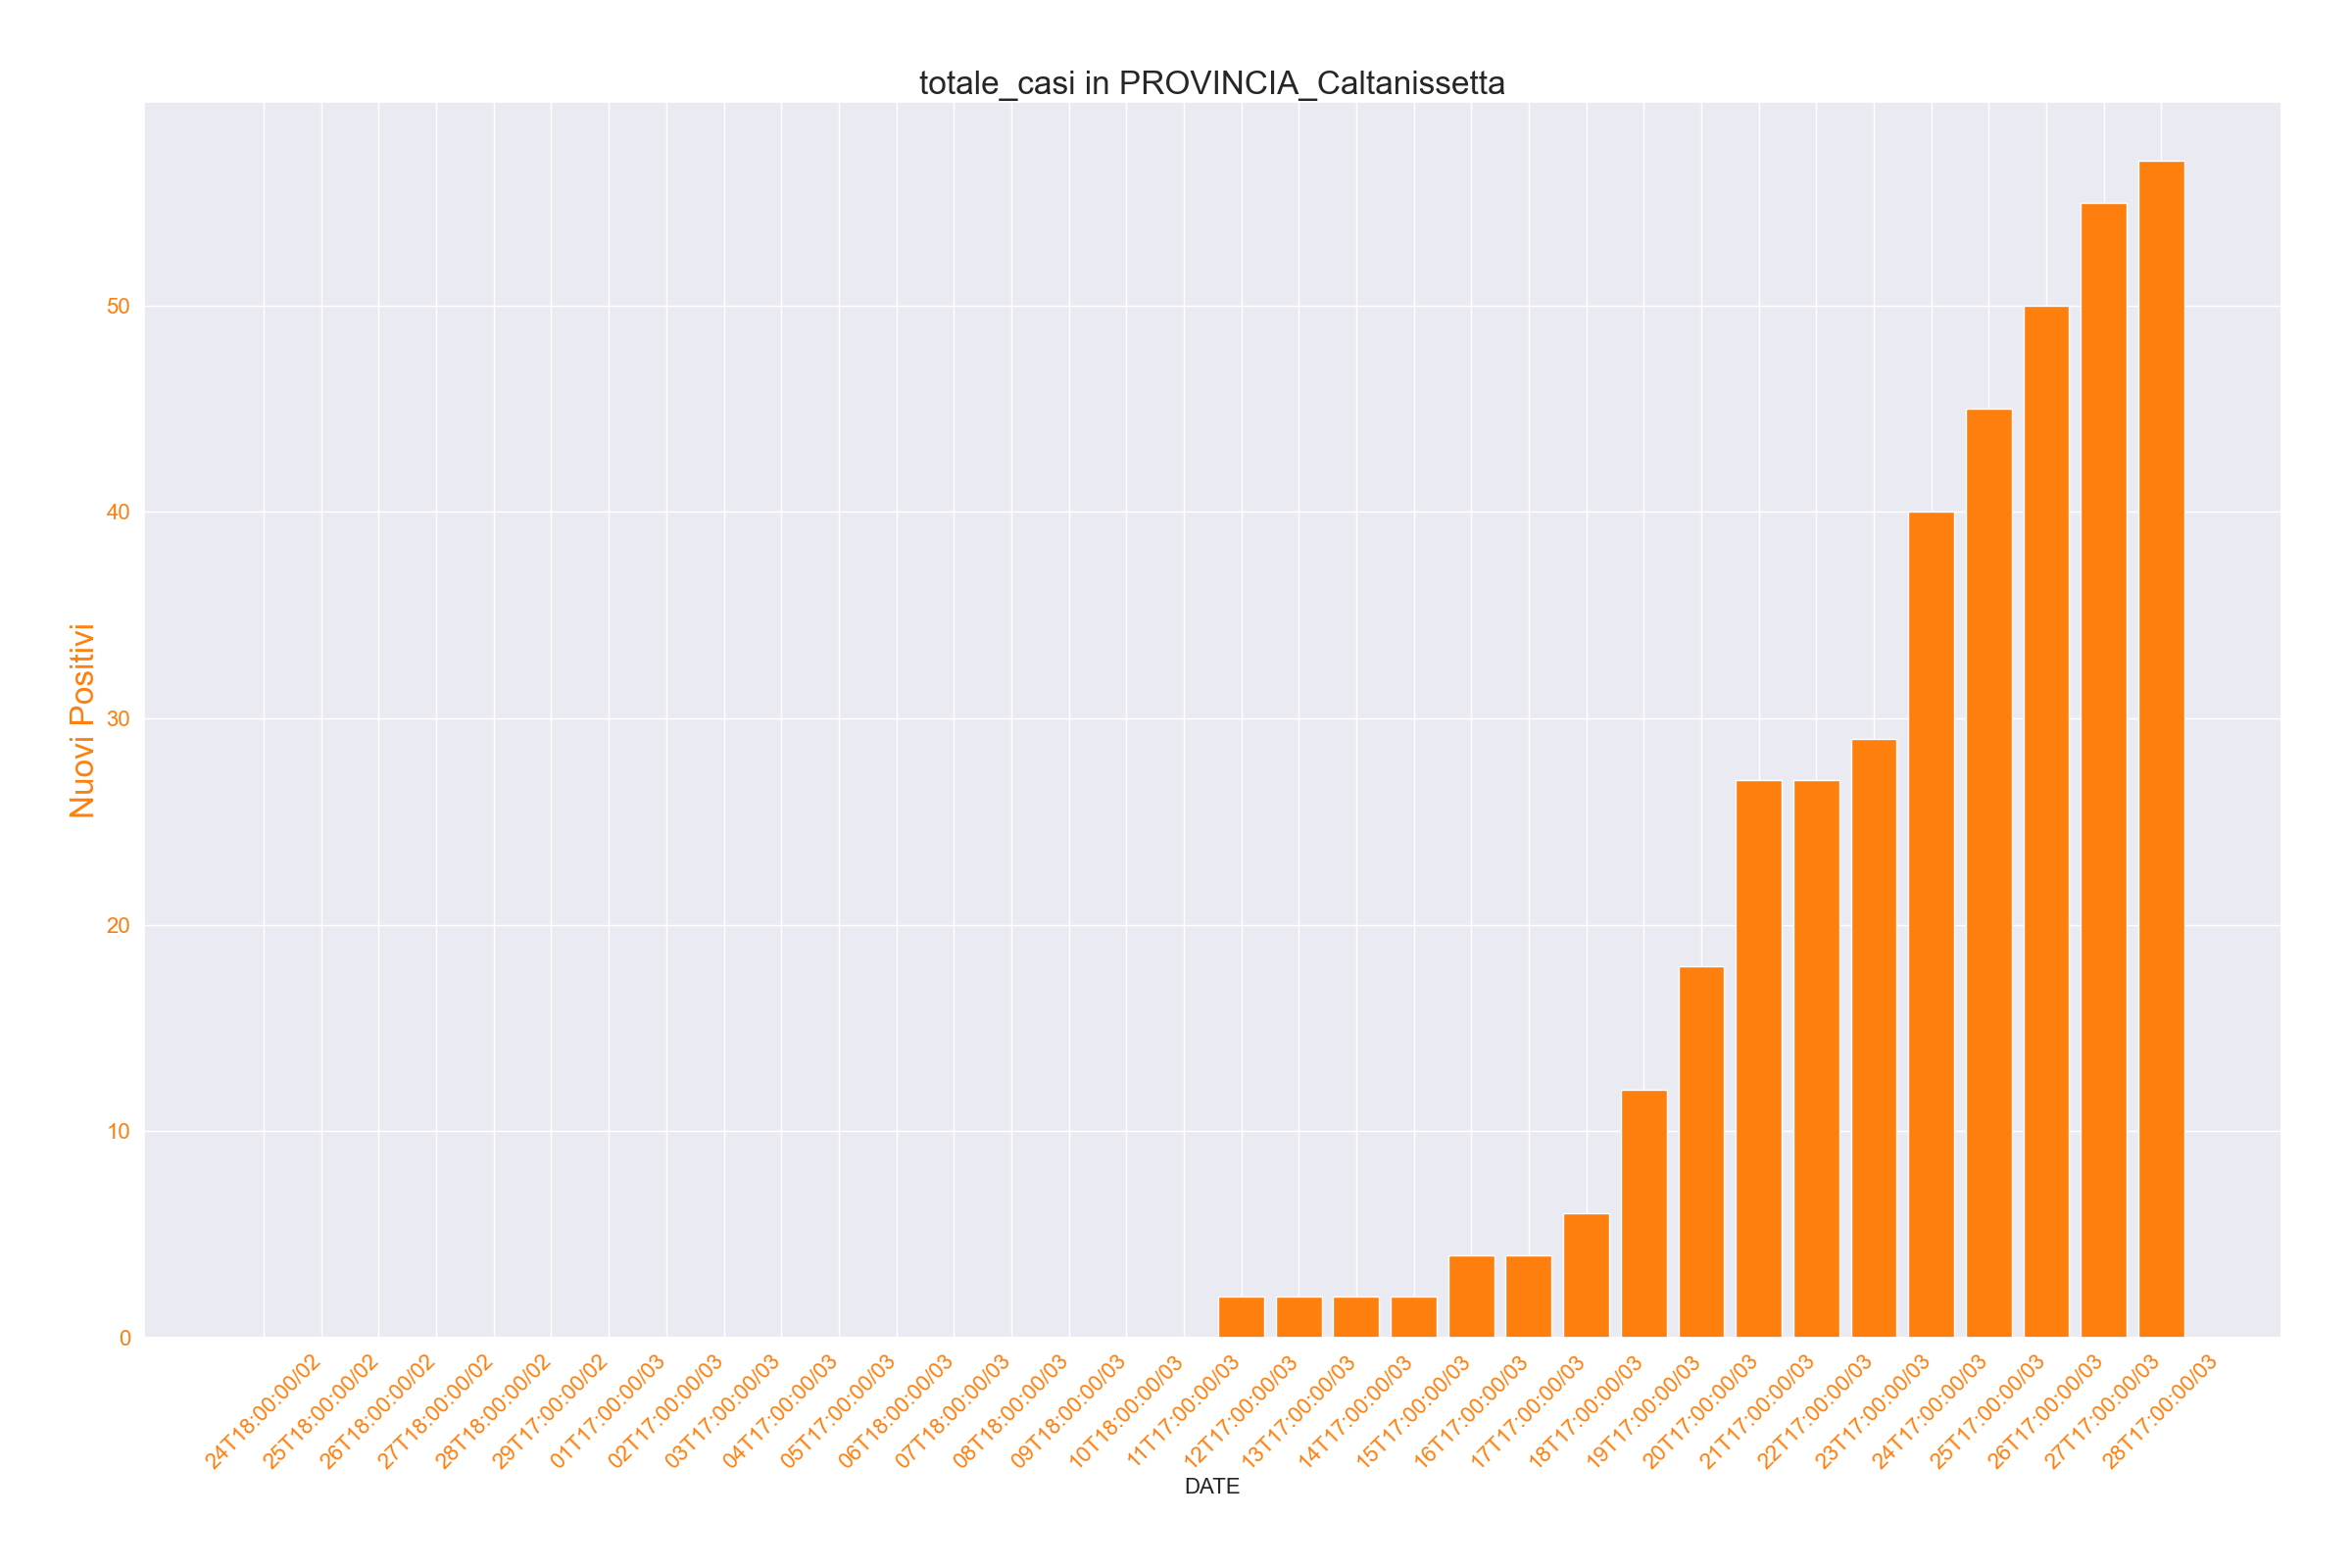 totale_casi in PROVINCIA_Caltanissetta
Nuovi Positivi
50
40
30
20
10
0
24T18:00:00/02
25T18:00:00/02
26T18:00:00/02
27T18:00:00/02
28T18:00:00/02
29T17:00:00/02
01T17:00:00/03
02T17:00:00/03
03T17:00:00/03
04T17:00:00/03
05T17:00:00/03
06T18:00:00/03
07T18:00:00/03
08T18:00:00/03
09T18:00:00/03
10T18:00:00/03
11T17:00:00/03
12T17:00:00/03
13T17:00:00/03
14T17:00:00/03
15T17:00:00/03
16T17:00:00/03
17T17:00:00/03
18T17:00:00/03
19T17:00:00/03
20T17:00:00/03
21T17:00:00/03
22T17:00:00/03
23T17:00:00/03
24T17:00:00/03
25T17:00:00/03
26T17:00:00/03
27T17:00:00/03
28T17:00:00/03
DATE